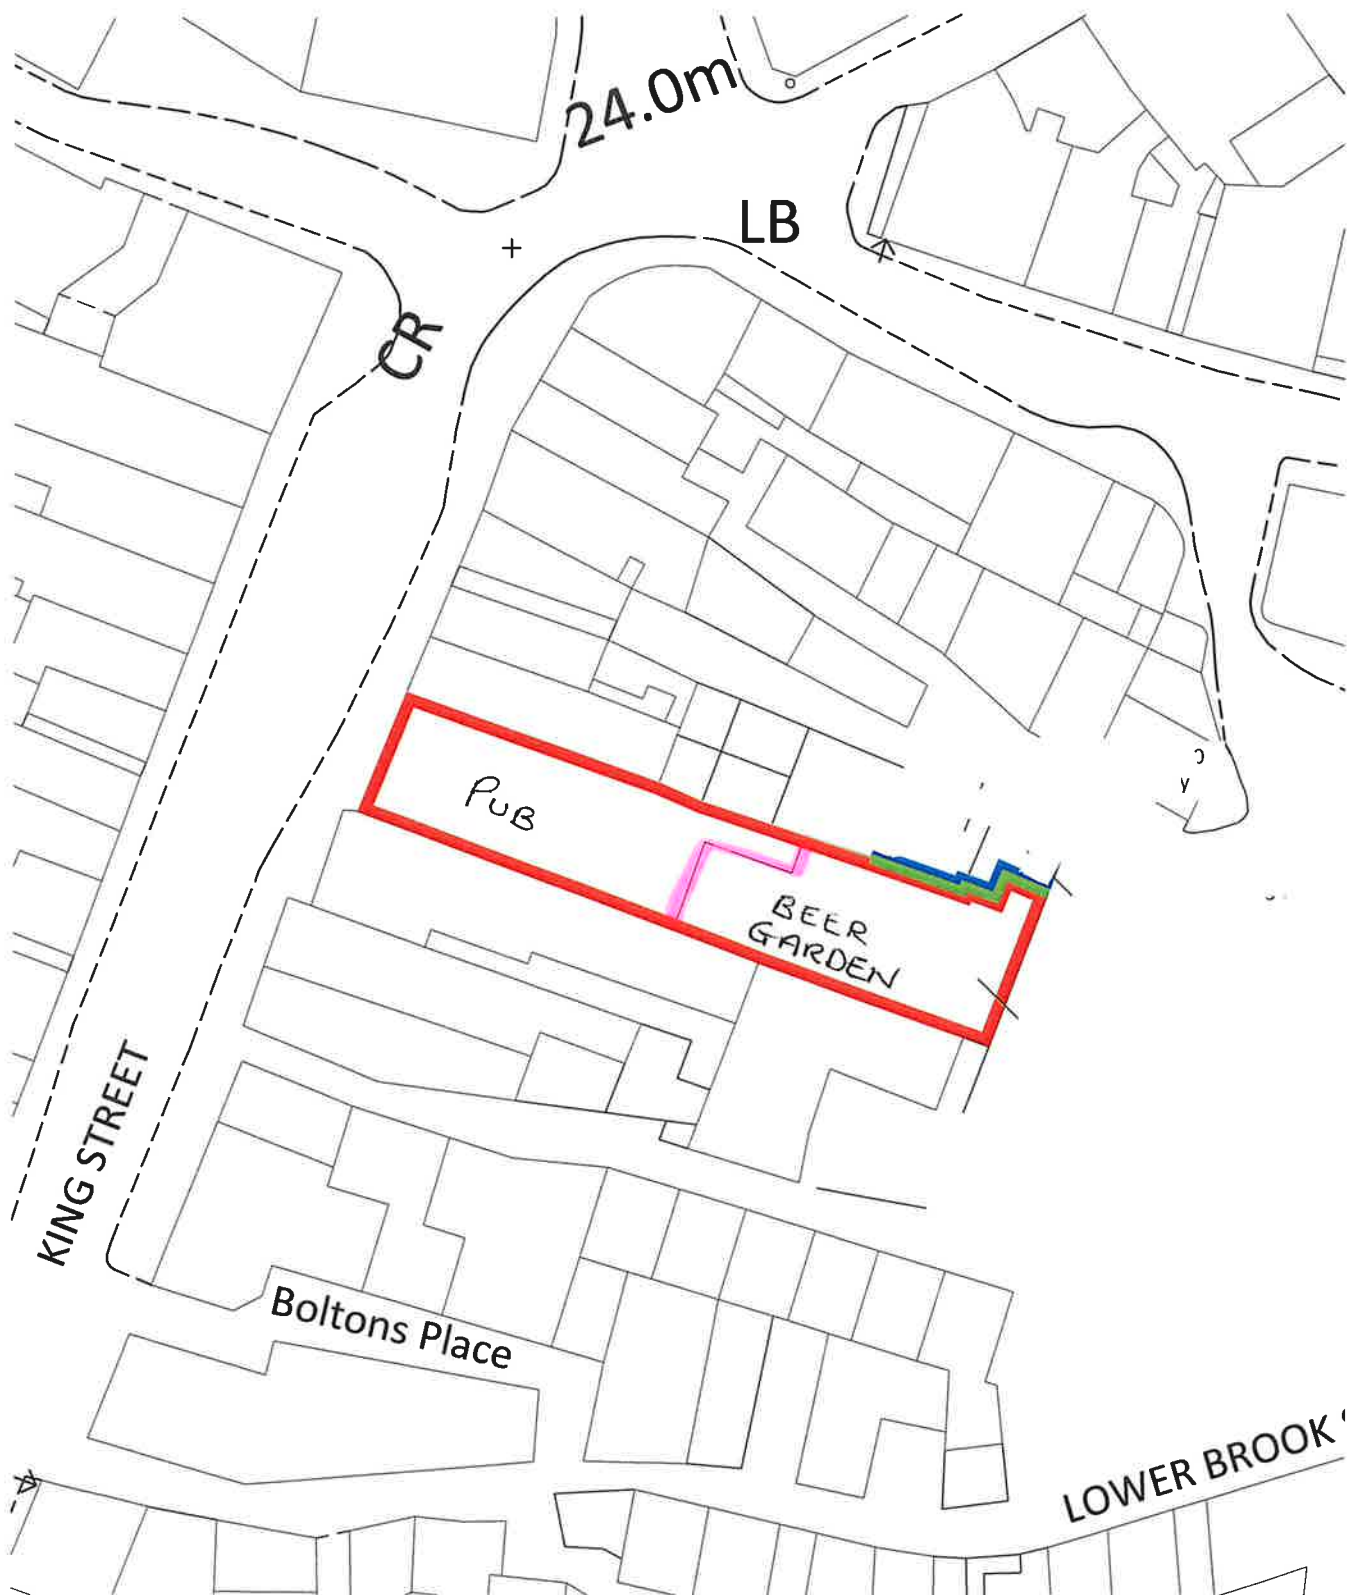 24.0m
LB
CR
PUB
BEER
GARDEN
KING STREET
Boltons Place
LOWER BROOK